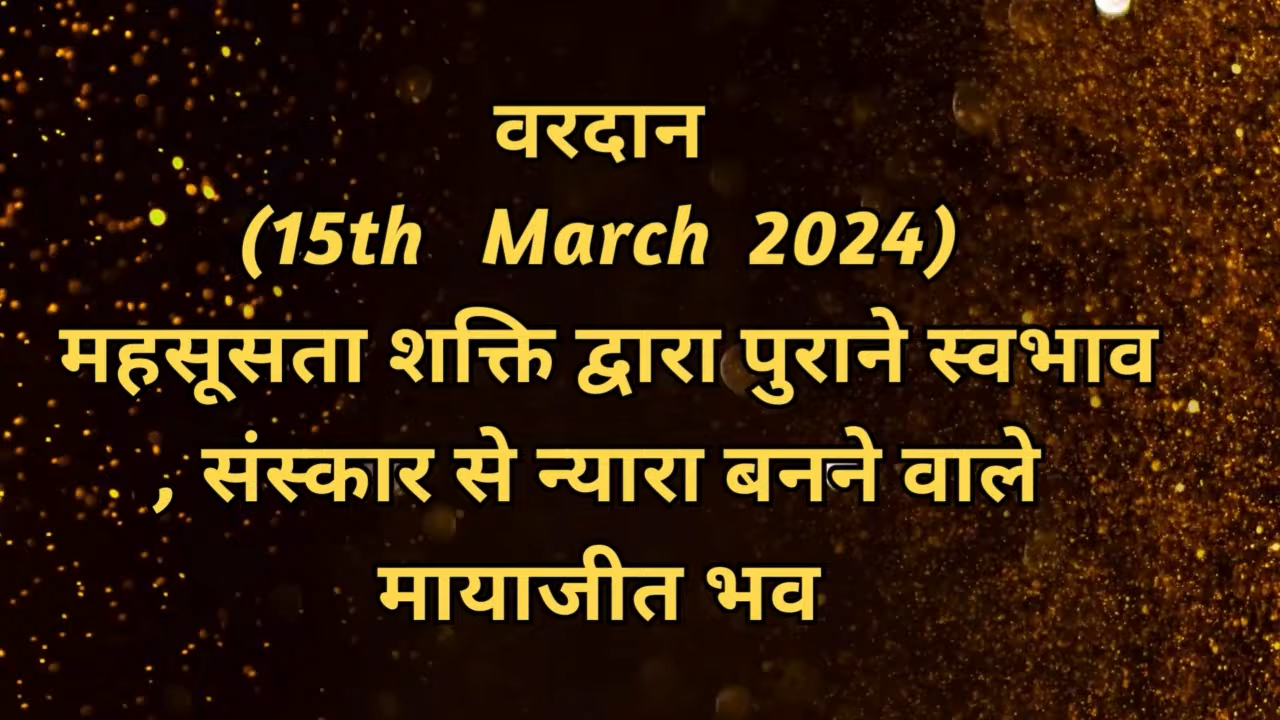 वरदान
(15th March 2024)
महसूसता शक्ति द्वारा पुराने स्वभाव
, संस्कार से न्यारा बनने वाले
मायाजीत भव